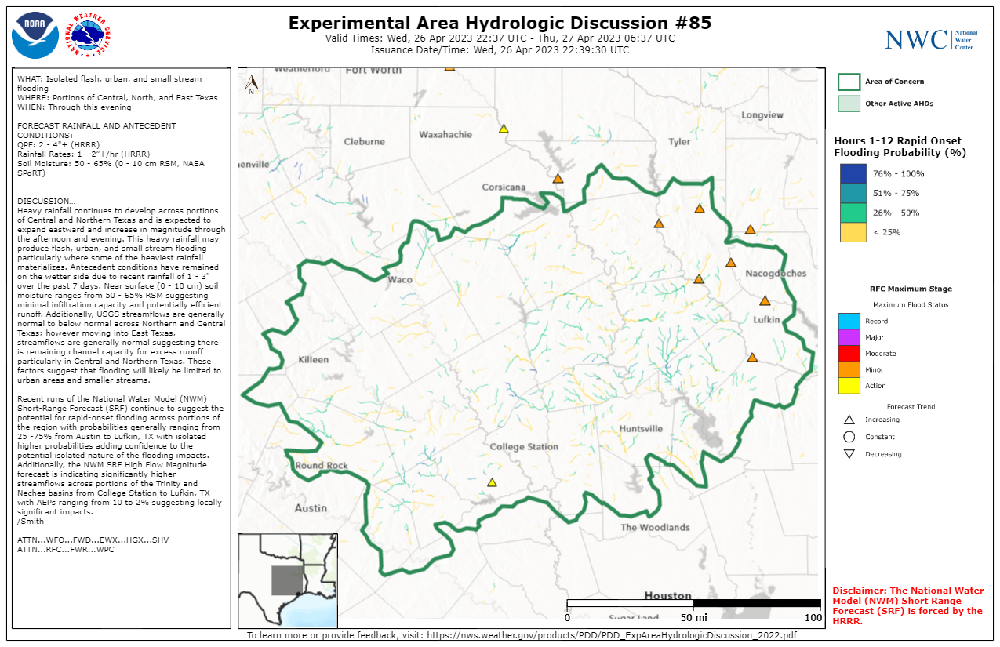 Experimental Area Hydrologic Discussion #85
Valid Times: Wed, 26 Apr 2023 22:37 UTC - Thu, 27 Apr 2023 06:37 UTC
Issuance Date/Time: Wed, 26 Apr 2023 22:39:30 UTC
NOAA
NATIONAL WEATHER SERVICE
NWC
National
Water
Center
WHAT: Isolated flash, urban, and small stream
flooding
WHERE: Portions of Central, North, and East Texas
WHEN: Through this evening
FORECAST RAINFALL AND ANTECEDENT
CONDITIONS:
QPF: 2 - 4"+ (HRRR)
Rainfall Rates: 1 - 2"+/hr (HRRR)
Soil Moisture: 50 - 65% (0 - 10 cm RSM, NASA
SPoRT)
DISCUSSION...
Heavy rainfall continues to develop across portions
of Central and Northern Texas and is expected to
expand eastward and increase in magnitude through
the afternoon and evening. This heavy rainfall may
produce flash, urban, and small stream flooding
particularly where some of the heaviest rainfall
materializes. Antecedent conditions have remained
on the wetter side due to recent rainfall of 1 - 3"
over the past 7 days. Near surface (0 - 10 cm) soil
moisture ranges from 50 - 65% RSM suggesting
minimal infiltration capacity and potentially efficient
runoff. Additionally, USGS streamflows are generally
normal to below normal across Northern and Central
Texas; however moving into East Texas,
streamflows are generally normal suggesting there
is remaining channel capacity for excess runoff
particularly in Central and Northern Texas. These
factors suggest that flooding will likely be limited to
urban areas and smaller streams.
Recent runs of the National Water Model (NWM)
Short-Range Forecast (SRF) continue to suggest the
potential for rapid-onset flooding across portions of
the region with probabilities generally ranging from
25 -75% from Austin to Lufkin, TX with isolated
higher probabilities adding confidence to the
potential isolated nature of the flooding impacts.
Additionally, the NWM SRF High Flow Magnitude
forecast is indicating significantly higher
streamflows across portions of the Trinity and
Neches basins from College Station to Lufkin, TX
with AEPs ranging from 10 to 2% suggesting locally
significant impacts.
/Smith
ATTN...WFO...FWD...EWX...HGX...SHV
ATTN...RFC...FWR...WPC
N
Weatherford
Fort Worth
Longview
Waxahachie
Cleburne
Tyler
henville
Corsicana
Nacogdoches
Waco
Lufkin
Killeen
Huntsville
College Station
Round Rock
Austin
The Woodlands
Houston
Sugar Land
0
50 mi
100
Area of Concern
Other Active AHDs
Hours 1-12 Rapid Onset
Flooding Probability (%)
76% - 100%
51% - 75%
26% - 50%
< 25%
RFC Maximum Stage
Maximum Flood Status
Record
Major
Moderate
Minor
Action
Forecast Trend
Increasing
Constant
Decreasing
Disclaimer: The National Water
Model (NWM) Short Range
Forecast (SRF) is forced by the
HRRR.
To learn more or provide feedback, visit: https://nws.weather.gov/products/PDD/PDD_ExpAreaHydrologicDiscussion_2022.pdf